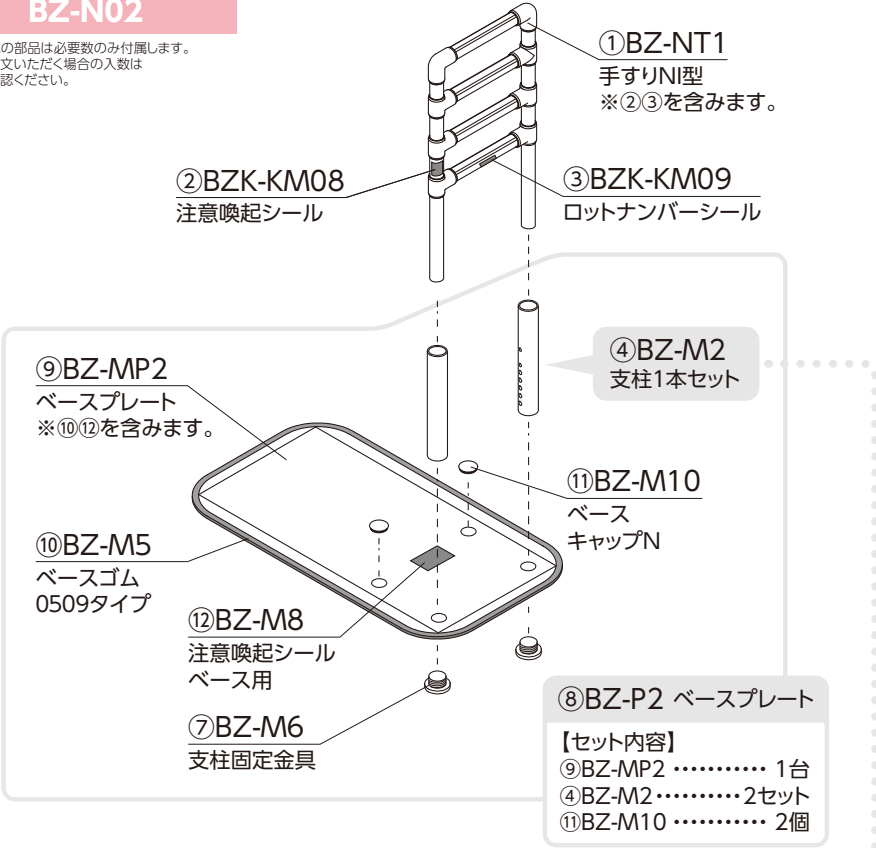 BZ-N02
の部品は必要数のみ付属します。
文いただく場合の入数は
認ください。
①BZ-NT1
手すりNI型
※②③を含みます。
②BZK-KM08
注意喚起シール
③BZK-KM09
ロットナンバーシール
④BZ-M2
支柱1本セット
⑨BZ-MP2
ベースプレート
※⑩⑫を含みます。
⑪BZ-M10
ベース
キャップN
⑩BZ-M5
ベースゴム
0509タイプ
⑫BZ-M8
注意喚起シール
ベース用
⑦BZ-M6
支柱固定金具
⑧BZ-P2 ベースプレート
【セット内容】
⑨BZ-MP2 ・・・・・・・・・・・ 1台
④BZ-M2・・・・・・・・・・2セット
⑪BZ-M10 ・・・・・・・・・・・ 2個